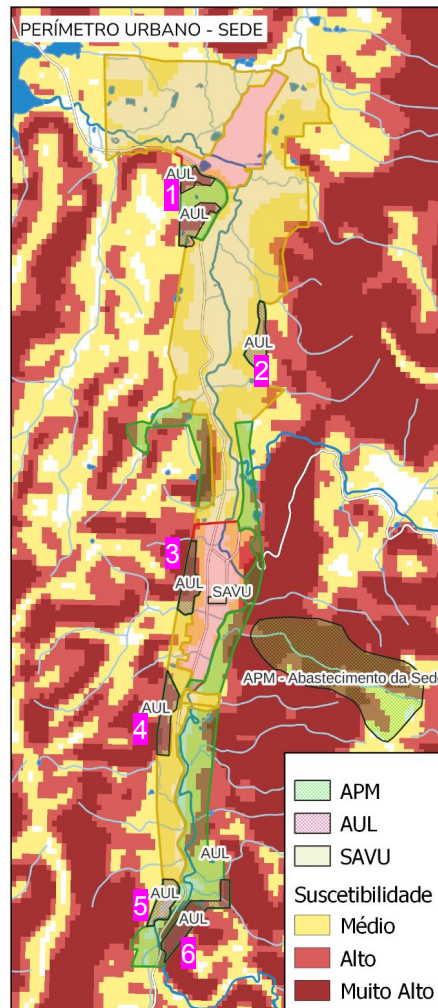 PERÍMETRO URBANO - SEDE
AUL
1
AUL
AUL
2
3
AUL
SAVU
APM - Abastecimento da Sede
AUL
4
AUL
AUL
5
AUL
6
APM
AUL
SAVU
Suscetibilidade
Médio
Alto
Muito Alto